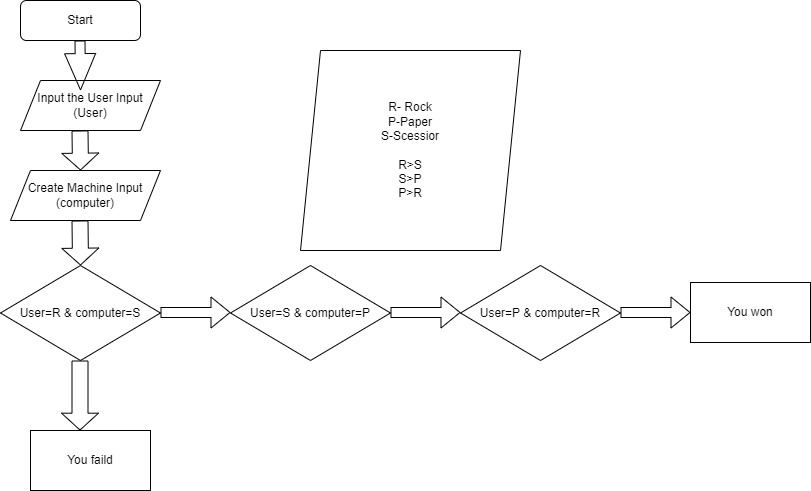 Start
Input the User Input
(User)
Create Machine Input
(computer)
R- Rock
P-Paper
S-Scessior
R>S
S>P
P>R
User=R & computer=S
User=S & computer=P
User=P & computer=R
You won
You faild